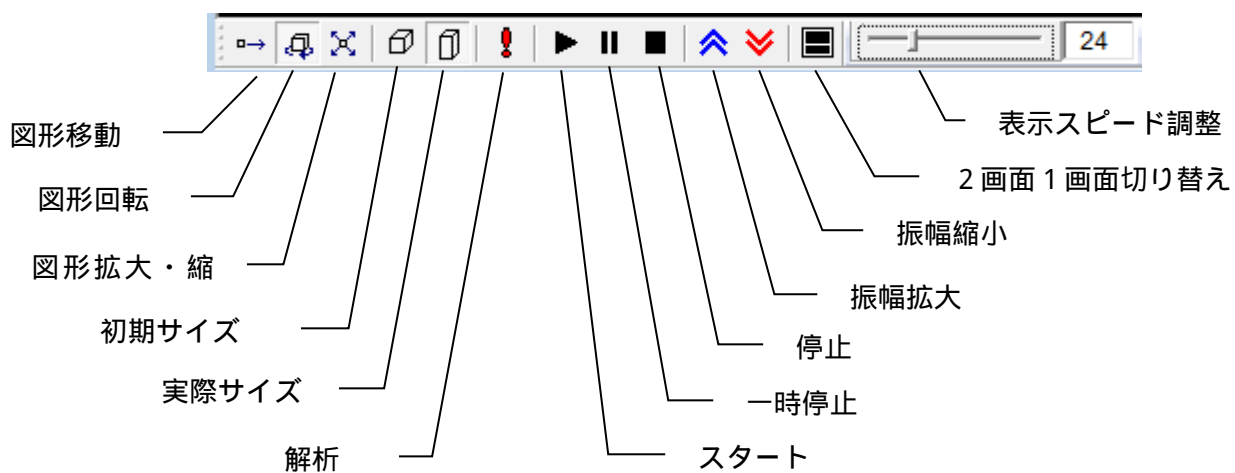 24
図形移動
表示スピード調整
図形回転
2画面1画面切り替え
図形拡大・縮
振幅縮小
初期サイズ
振幅拡大
実際サイズ
停止
一時停止
解析
スタート